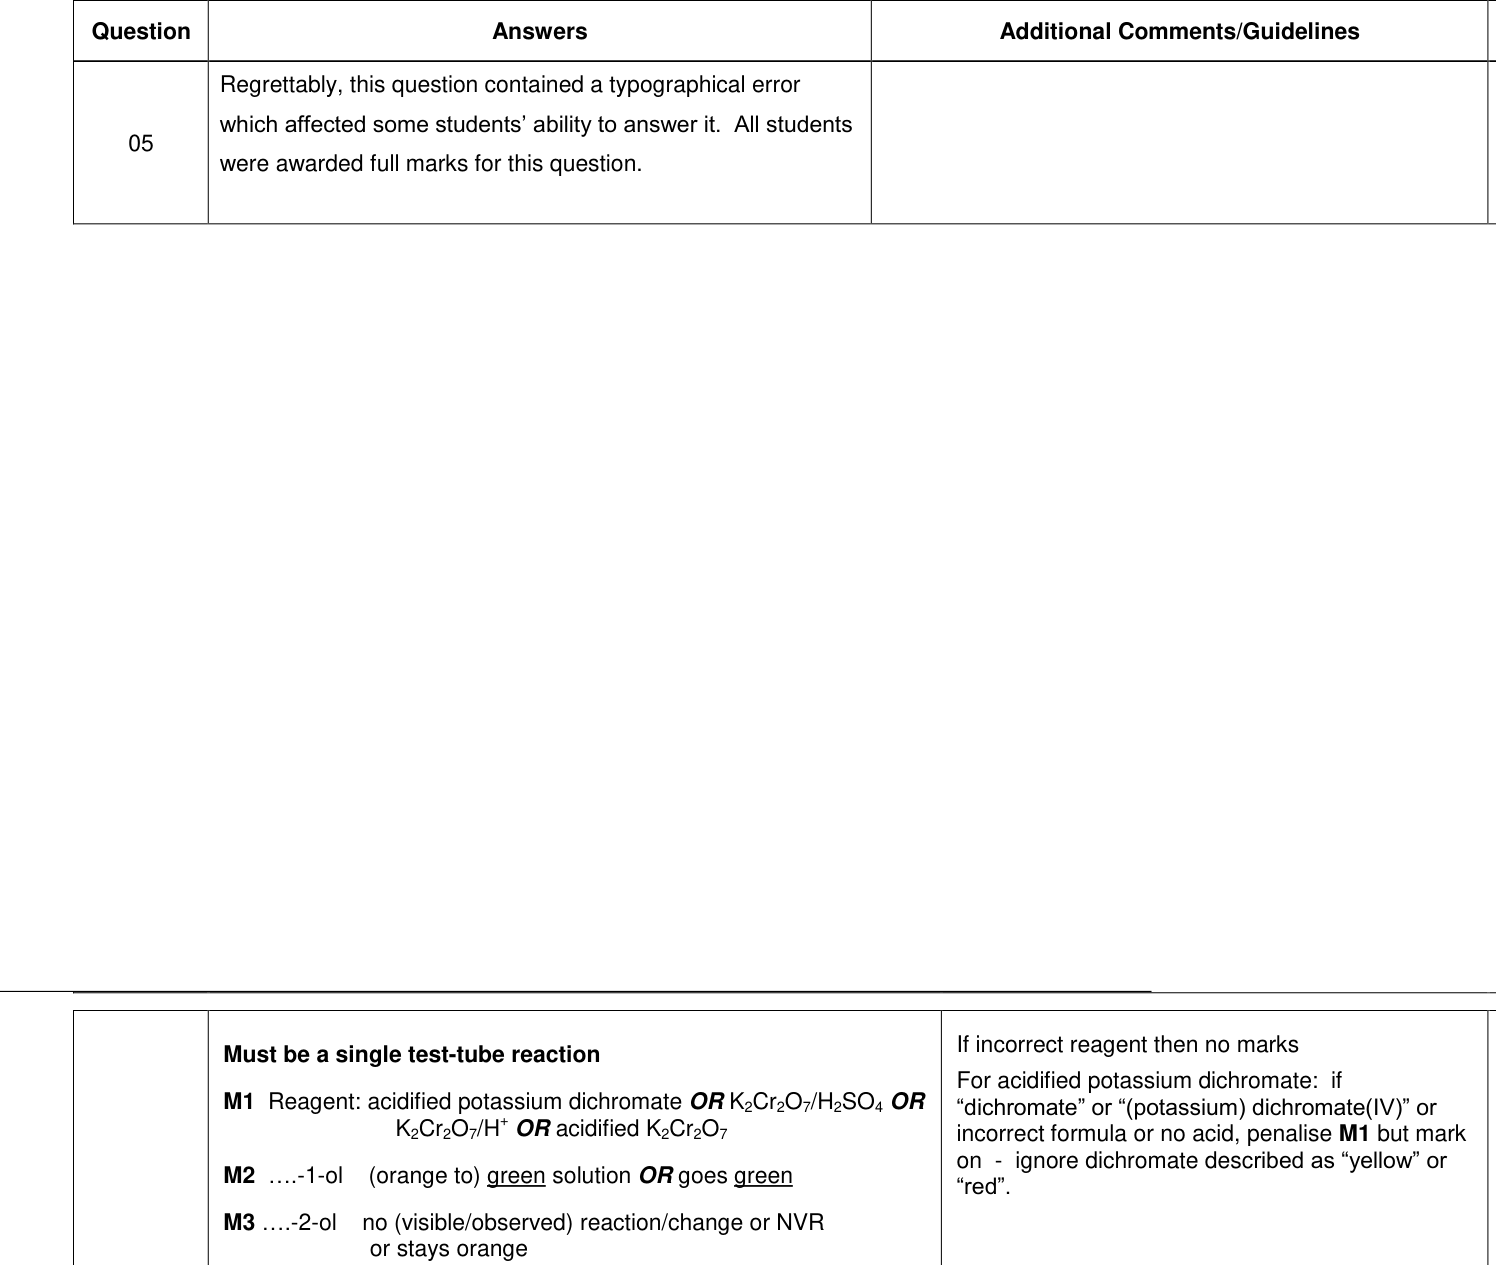 Question Answers Additional Comments/Guidelines
Regrettably, this question contained a typographical error
which affected some students’ ability to answer it.  All students
05
were awarded full marks for this question.
Must be a single test-tube reaction
M1  Reagent: acidified potassium dichromate OR K₂Cr₂O₇/H₂SO₄ OR
K₂Cr₂O₇/H⁺ OR acidified K₂Cr₂O₇
M2  ….-1-ol    (orange to) green solution OR goes green
M3 ….-2-ol    no (visible/observed) reaction/change or NVR
or stays orange
If incorrect reagent then no marks
For acidified potassium dichromate:  if
“dichromate” or “(potassium) dichromate(IV)” or
incorrect formula or no acid, penalise M1 but mark
on  -  ignore dichromate described as “yellow” or
“red”.